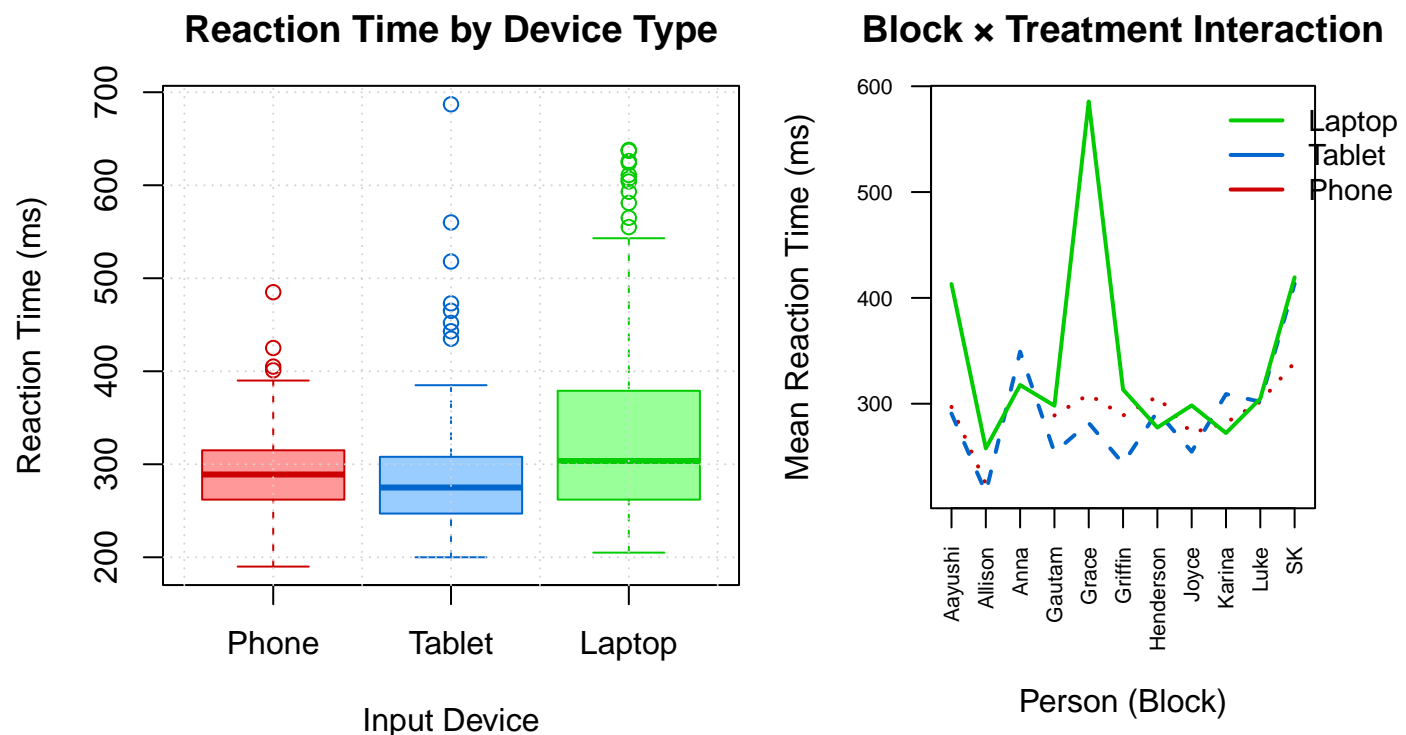 Reaction Time by Device Type
Reaction Time (ms)
700
600
500
400
300
200
Phone
Tablet
Laptop
Input Device
Block × Treatment Interaction
Mean Reaction Time (ms)
600
500
400
300
Laptop
Tablet
Phone
Aayushi
Allison
Anna
Gautam
Grace
Griffin
Henderson
Joyce
Karina
Luke
SK
Person (Block)